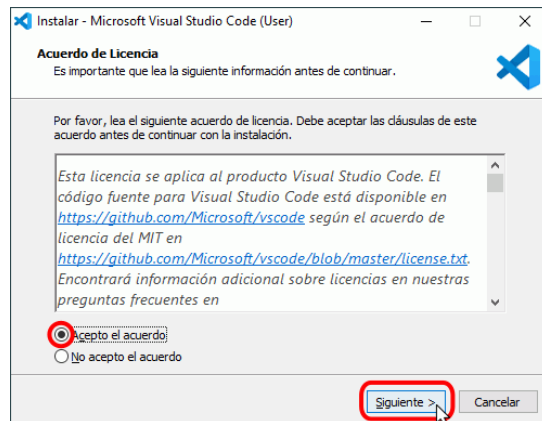 Instalar - Microsoft Visual Studio Code (User)
Acuerdo de Licencia
Es importante que lea la siguiente información antes de continuar.
Por favor, lea el siguiente acuerdo de licencia. Debe aceptar las cláusulas de este
acuerdo antes de continuar con la instalación.
Esta licencia se aplica al producto Visual Studio Code. El
código fuente para Visual Studio Code está disponible en
https://github.com/Microsoft/vscode según el acuerdo de
licencia del MIT en
https://github.com/Microsoft/vscode/blob/master/license.txt.
Encontrará información adicional sobre licencias en nuestras
preguntas frecuentes en
Acepto el acuerdo
No acepto el acuerdo
Siguiente >
Cancelar